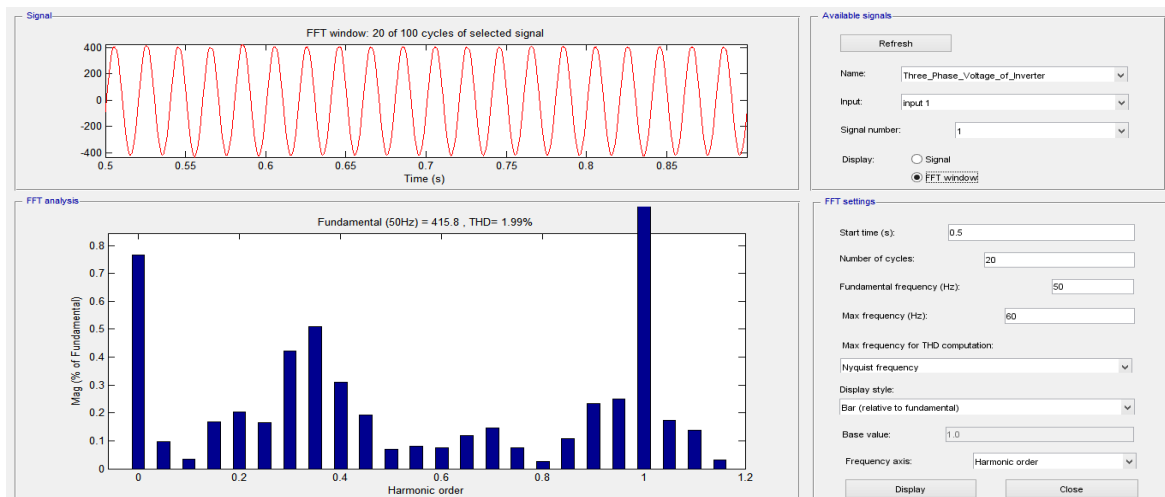 Signal
FFT window: 20 of 100 cycles of selected signal
400
200
0
-200
-400
0.5
0.55
0.6
0.65
0.7
0.75
0.8
0.85
Time (s)
FFT analysis
Fundamental (50Hz) = 415.8 , THD= 1.99%
Mag (% of Fundamental)
0.8
0.7
0.6
0.5
0.4
0.3
0.2
0.1
0
0
0.2
0.4
0.6
0.8
1
1.2
Harmonic order
Available signals
Refresh
Name:
Three_Phase_Voltage_of_Inverter
Input:
input 1
Signal number:
1
Display:
Signal
FFT window
FFT settings
Start time (s):
0.5
Number of cycles:
20
Fundamental frequency (Hz):
50
Max frequency (Hz):
60
Max frequency for THD computation:
Nyquist frequency
Display style:
Bar (relative to fundamental)
Base value:
1.0
Frequency axis:
Harmonic order
Display
Close